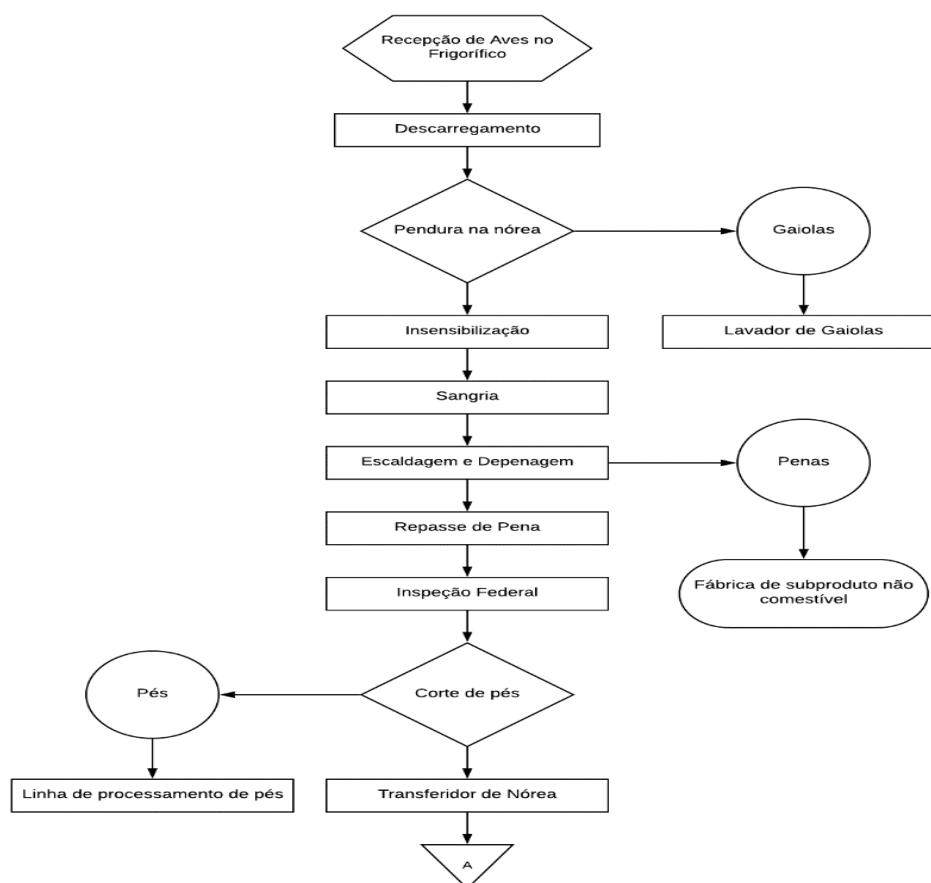 Recepção de Aves no
Frigorífico
Descarregamento
Pendura na nórea
Gaiolas
Insensibilização
Lavador de Gaiolas
Sangria
Escaldagem e Depenagem
Penas
Repasse de Pena
Inspeção Federal
Fábrica de subproduto não
comestível
Pés
Corte de pés
Linha de processamento de pés
Transferidor de Nórea
A